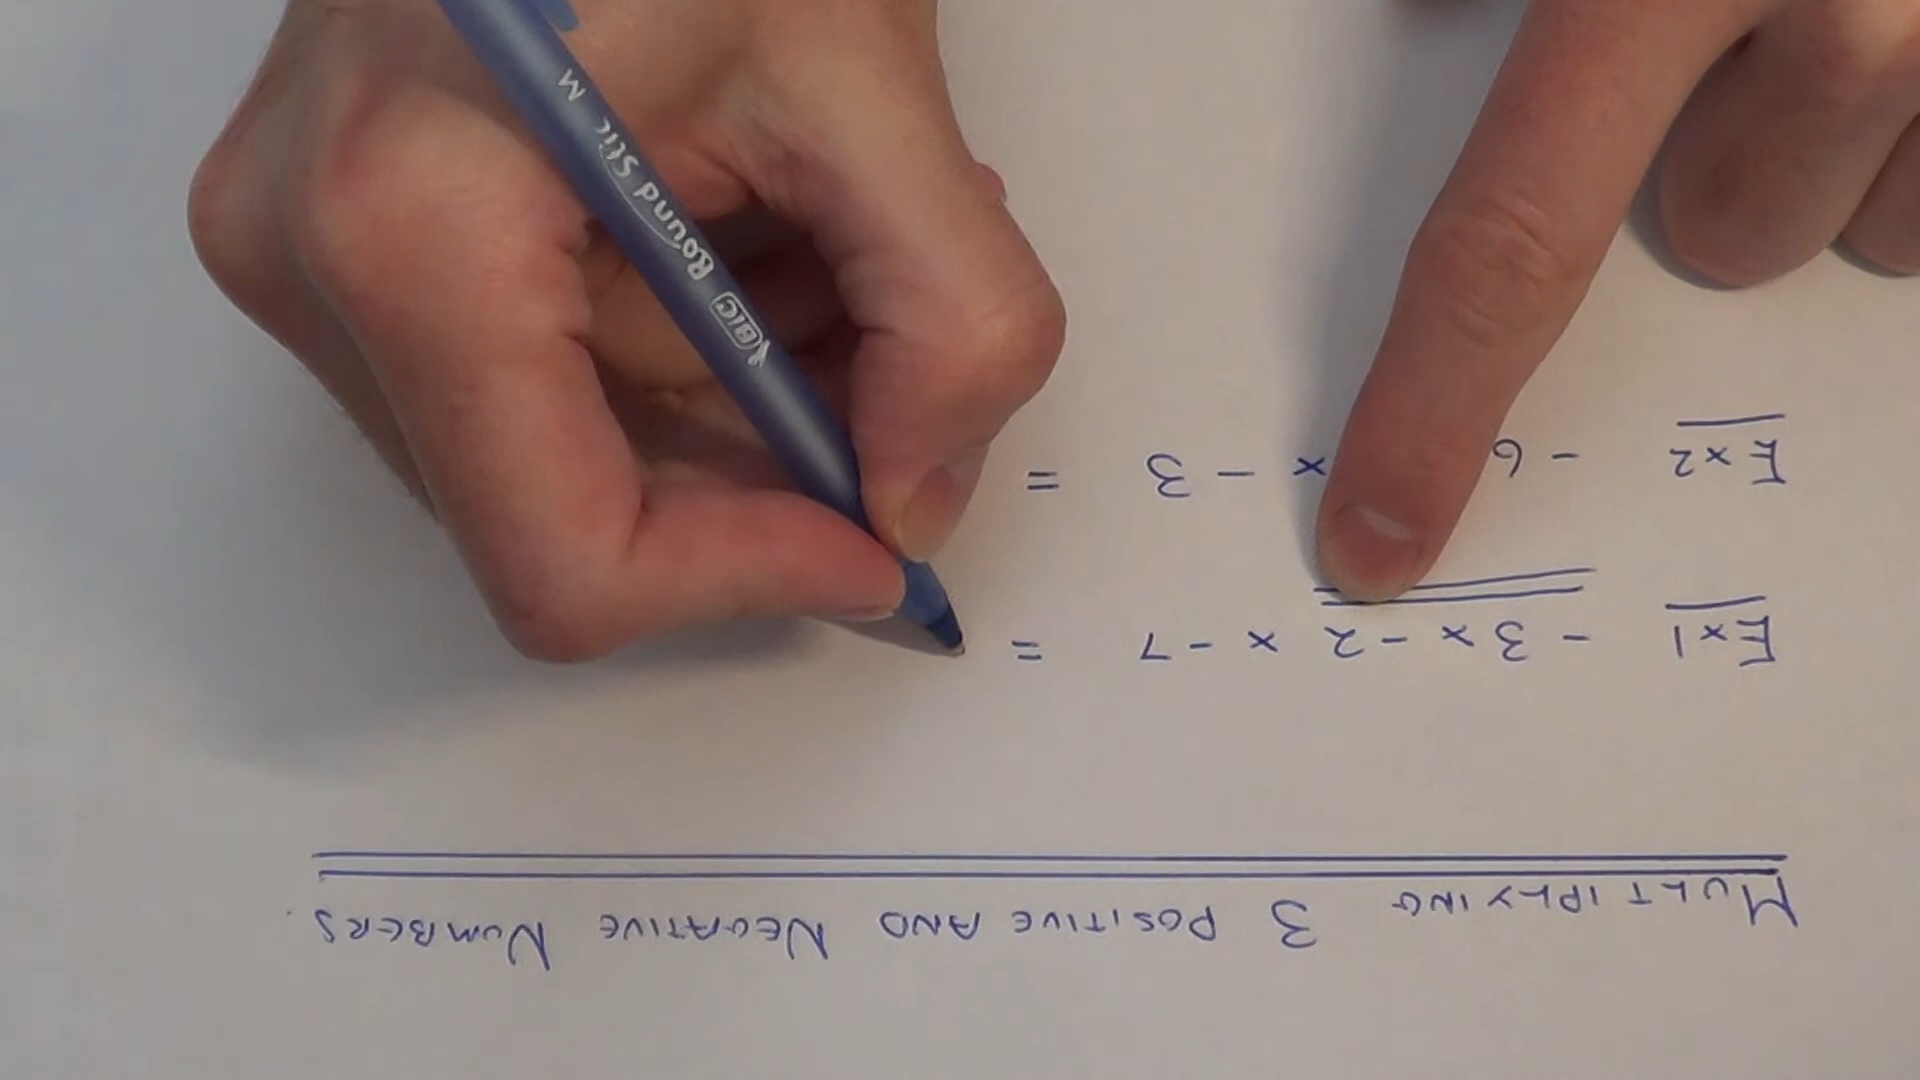 MULTIPLYING 3 POSITIVE AND NEGATIVE NUMBERS.
Ex1 - 3 x - 2 x - 7 =
Ex2 - 6 x - 3 =
BIC Round Stic M